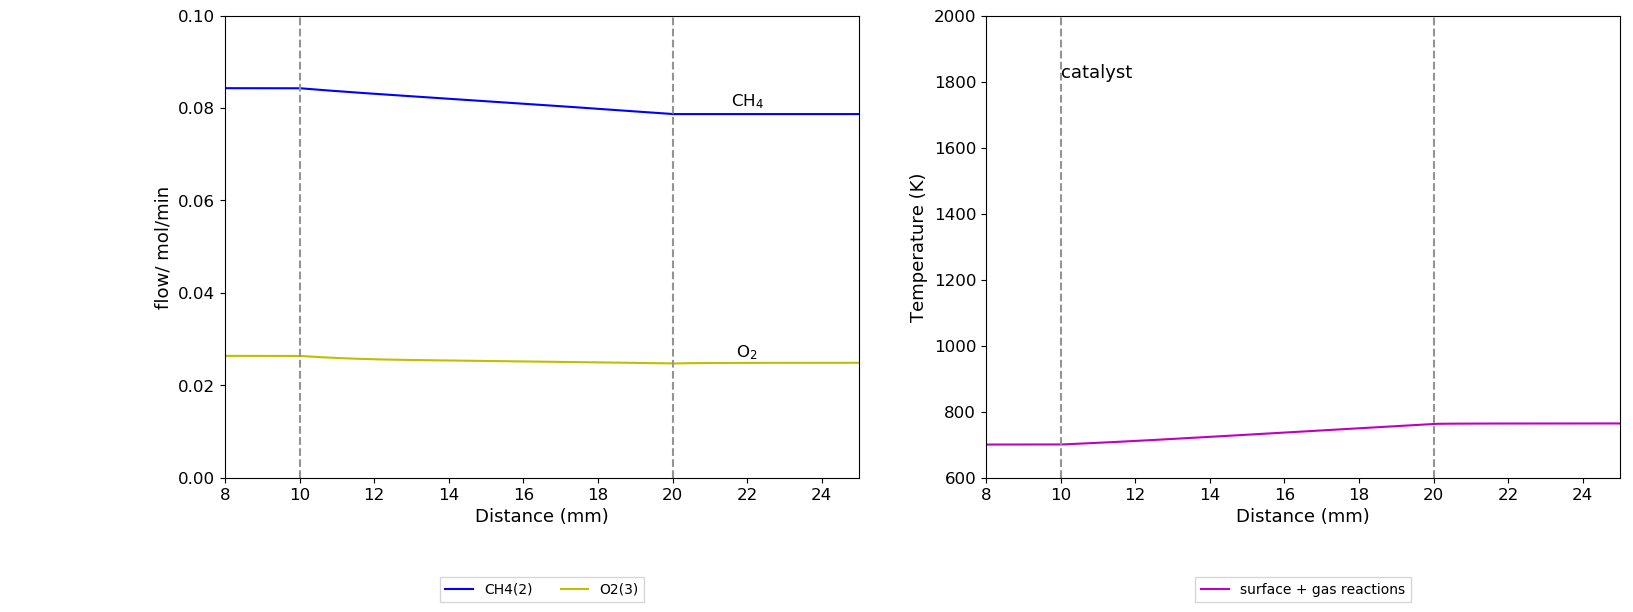 0.10
0.08
0.06
0.04
0.02
0.00
flow/ mol/min
CH₄
O₂
8 10 12 14 16 18 20 22 24
Distance (mm)
CH4(2) O2(3)
2000
1800
1600
1400
1200
1000
800
600
Temperature (K)
catalyst
8 10 12 14 16 18 20 22 24
Distance (mm)
surface + gas reactions